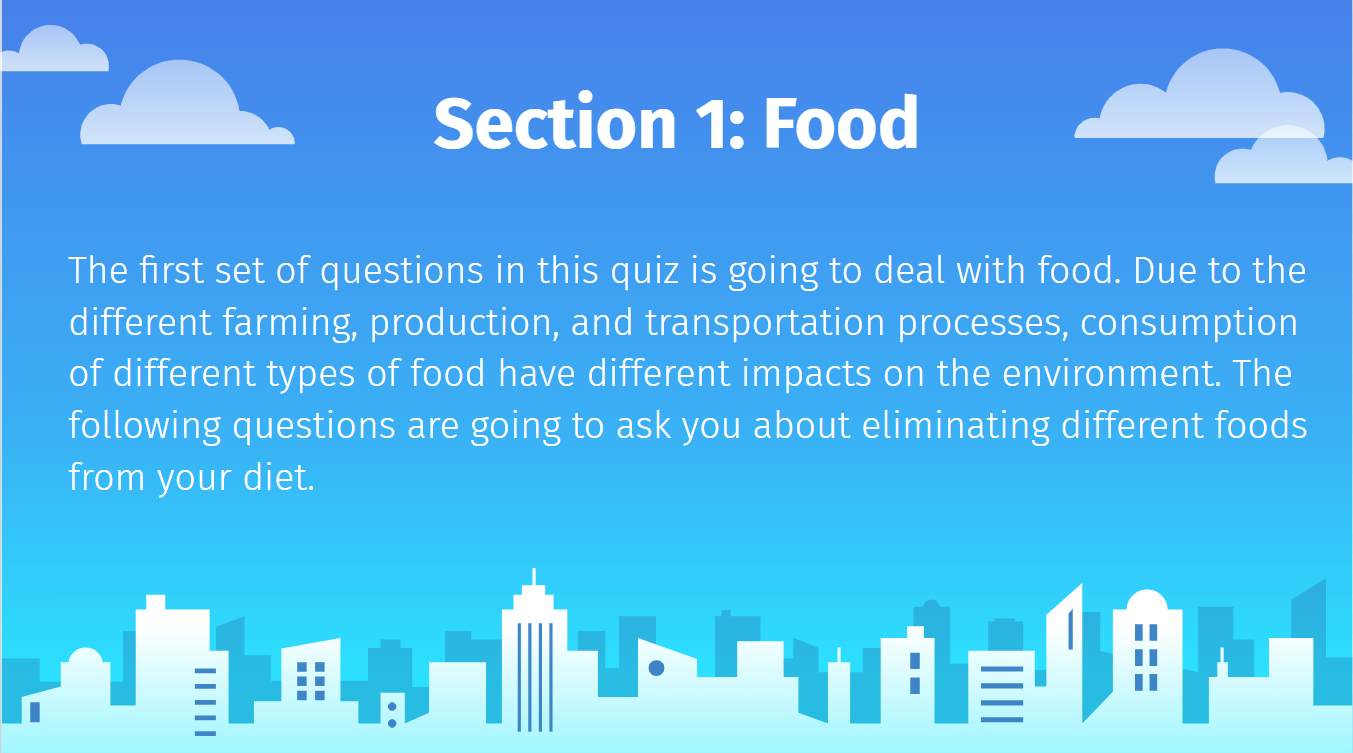 Section 1: Food
The first set of questions in this quiz is going to deal with food. Due to the
different farming, production, and transportation processes, consumption
of different types of food have different impacts on the environment. The
following questions are going to ask you about eliminating different foods
from your diet.